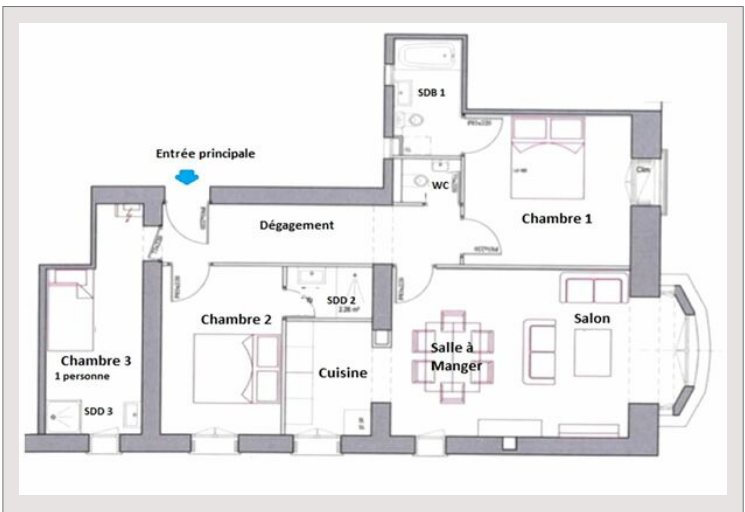 SDB 1
Entrée principale
WC
Clim
Chambre 1
Dégagement
SDD 2
2.26 m²
Chambre 2
Salon
Salle à
Manger
Chambre 3
1 personne
Cuisine
SDD 3